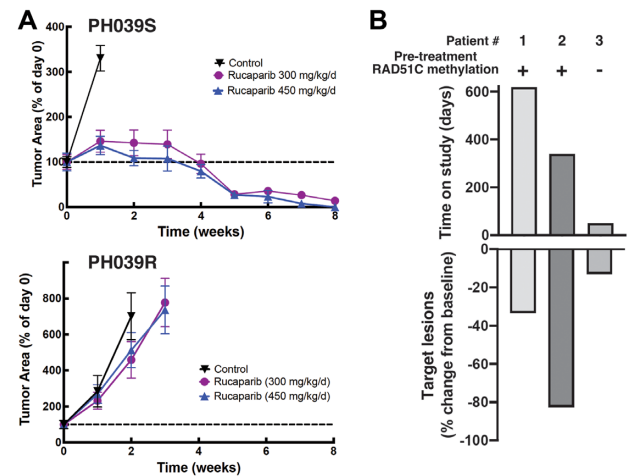 A
PH039S
Tumor Area (% of day 0)
400
300
200
100
0
Control
Rucaparib 300 mg/kg/d
Rucaparib 450 mg/kg/d
0 2 4 6 8
Time (weeks)
PH039R
Tumor Area (% of day 0)
800
600
400
200
0
Control
Rucaparib (300 mg/kg/d)
Rucaparib (450 mg/kg/d)
0 2 4 6 8
Time (weeks)
B
Patient # 1 2 3
Pre-treatment
RAD51C methylation + + -
Time on study (days)
600
400
200
0
Target lesions
(% change from baseline)
0
-20
-40
-60
-80
-100